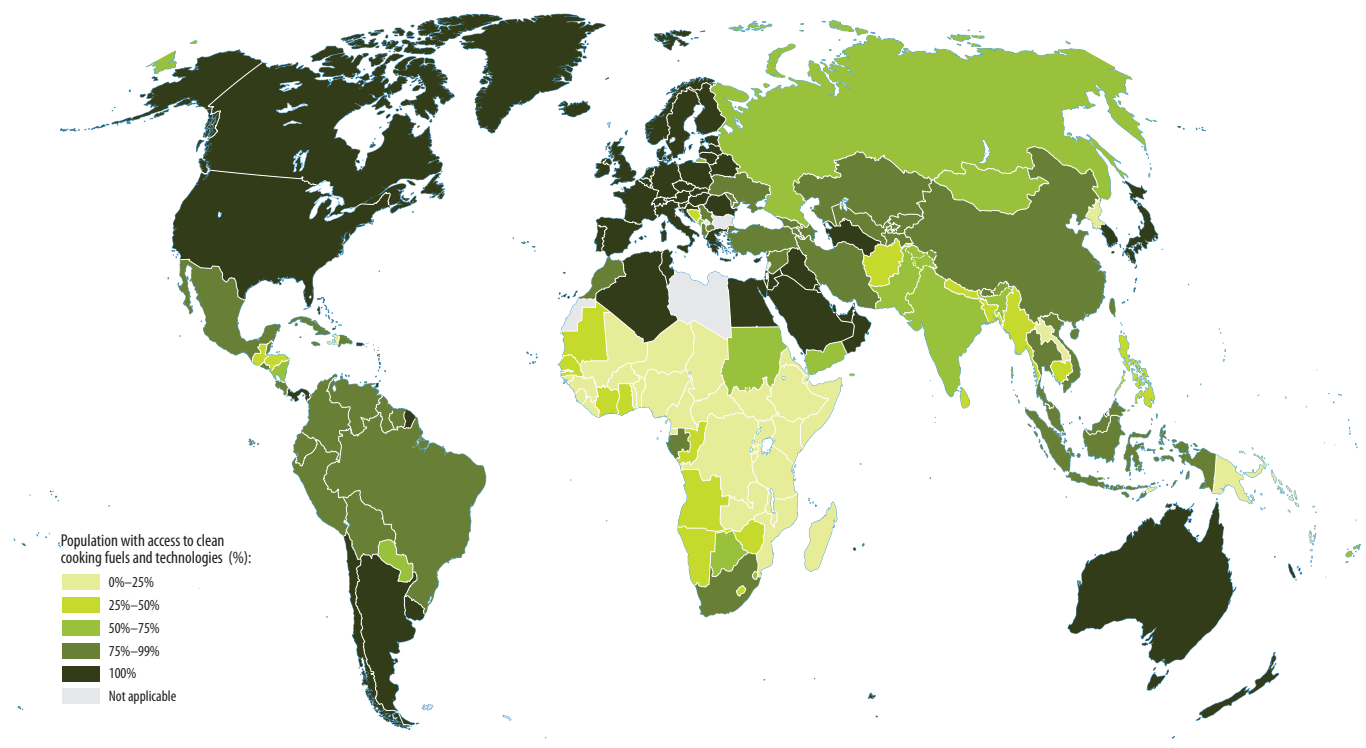 Population with access to clean
cooking fuels and technologies (%):
0%–25%
25%–50%
50%–75%
75%–99%
100%
Not applicable